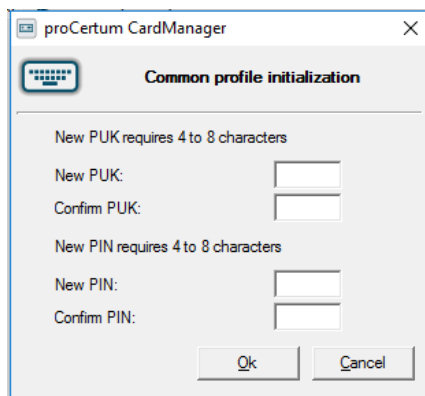 proCertum CardManager
Common profile initialization
New PUK requires 4 to 8 characters
New PUK:
Confirm PUK:
New PIN requires 4 to 8 characters
New PIN:
Confirm PIN:
Ok Cancel